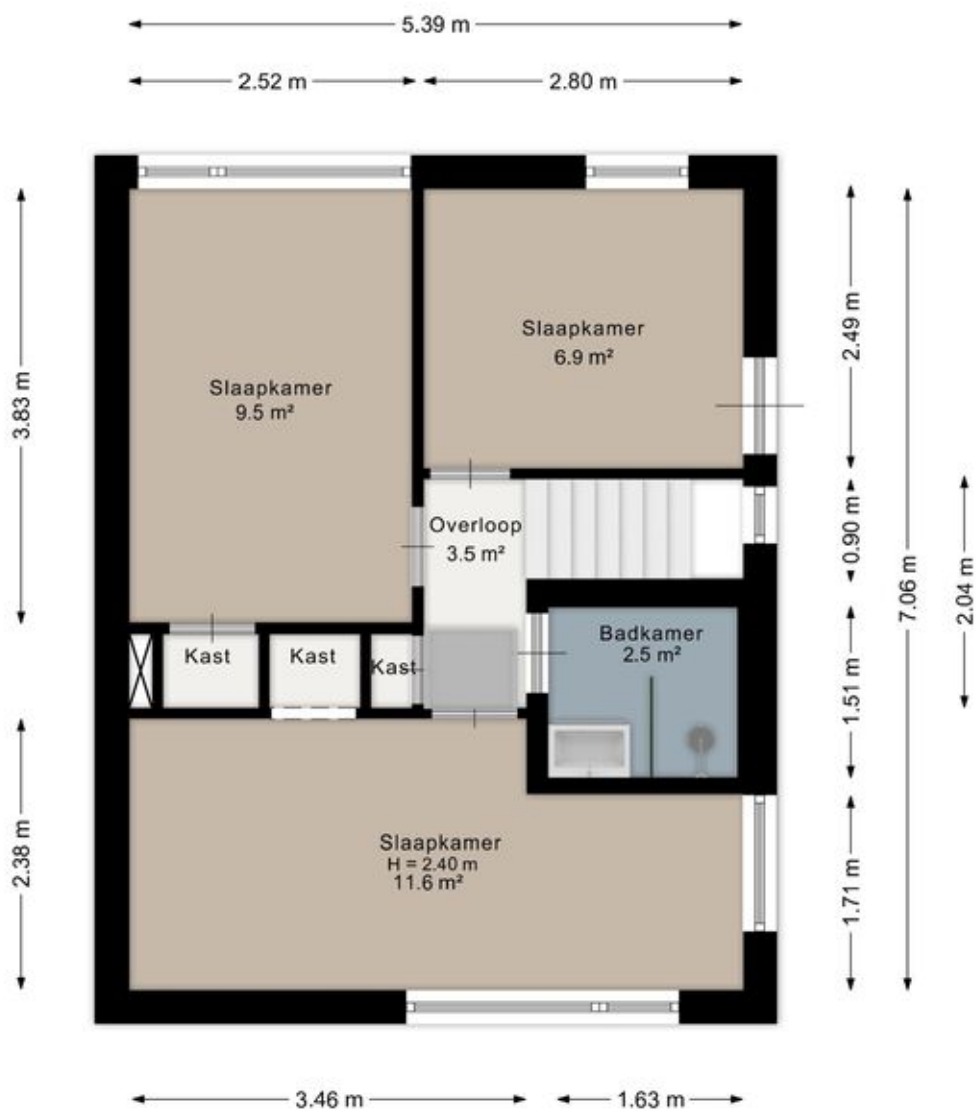 5.39 m
2.52 m
2.80 m
3.83 m
2.49 m
Slaapkamer
6.9 m²
Slaapkamer
9.5 m²
0.90 m
7.06 m
2.04 m
Overloop
3.5 m²
Kast
Kast
Kast
Badkamer
2.5 m²
1.51 m
2.38 m
Slaapkamer
H = 2.40 m
11.6 m²
1.71 m
3.46 m
1.63 m